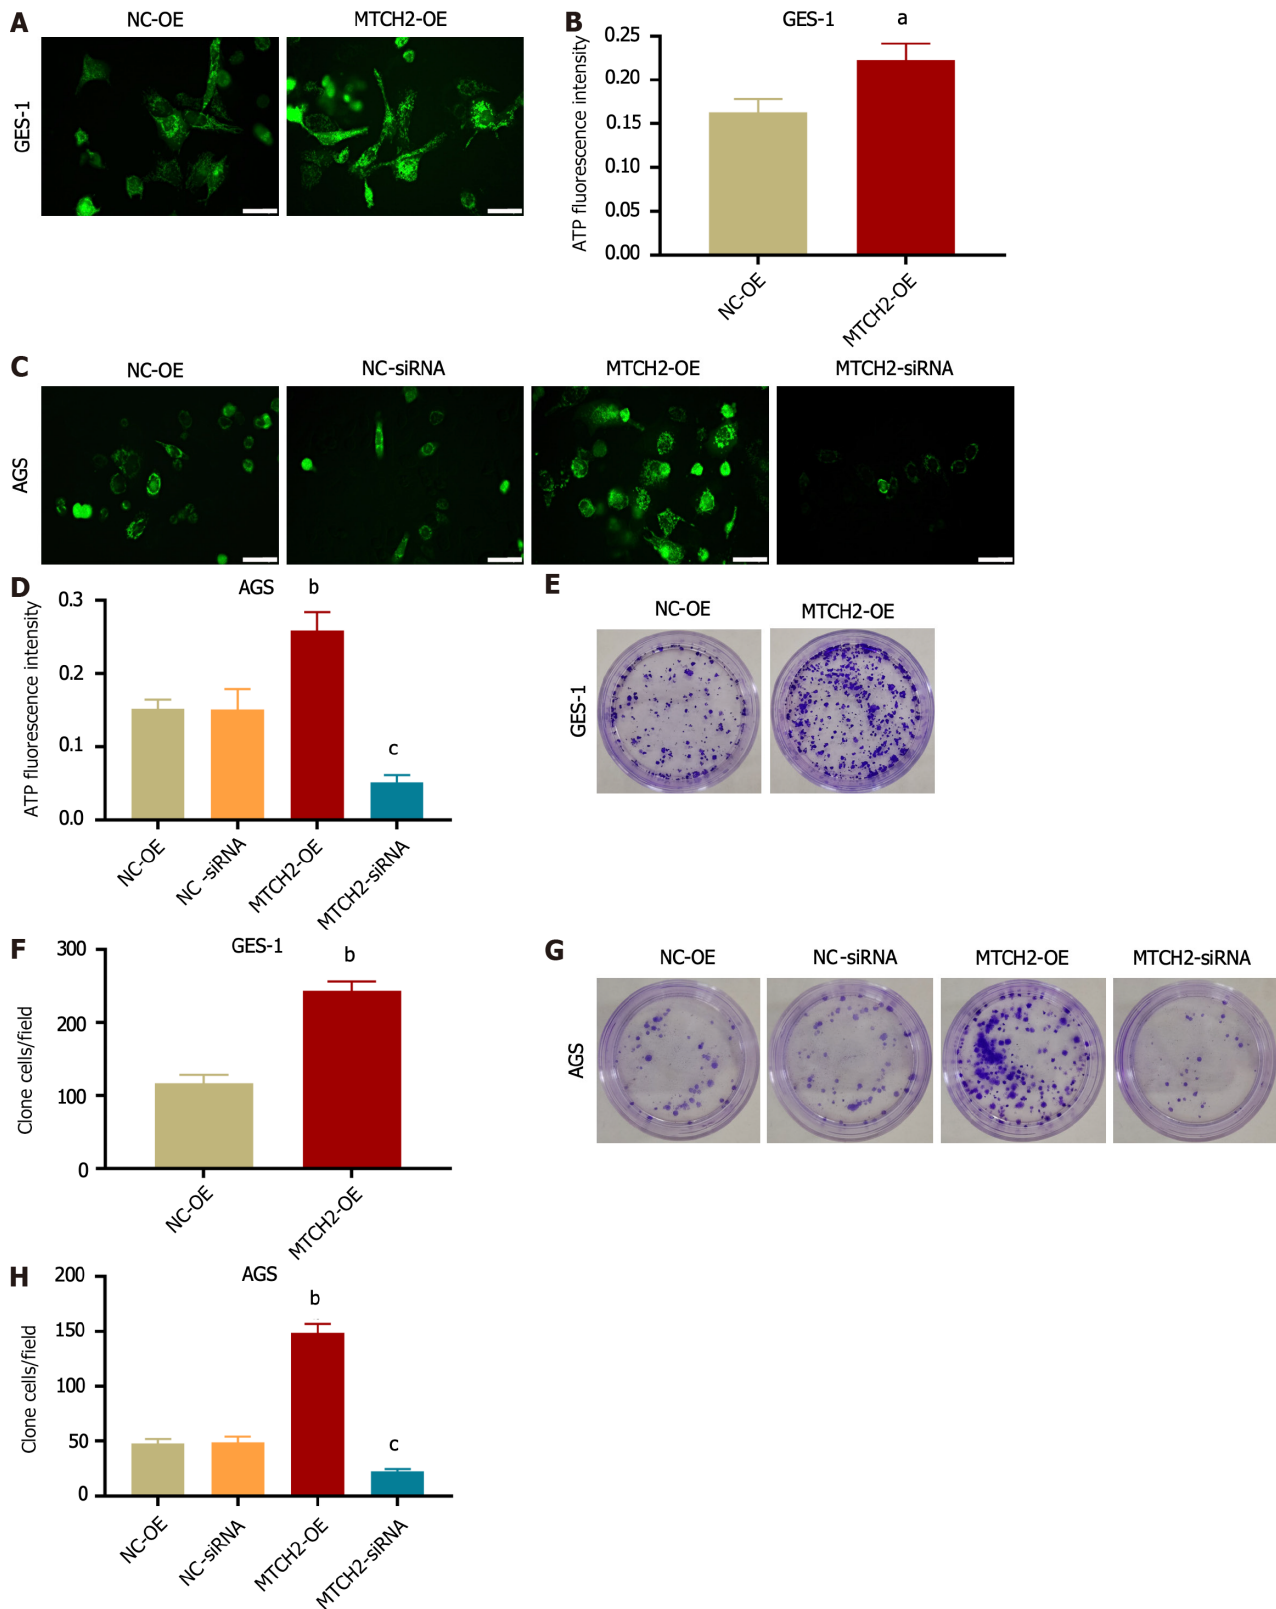 A
NC-OE
MTCH2-OE
GES-1
B
GES-1
a
ATP fluorescence intensity
0.25
0.20
0.15
0.10
0.05
0.00
NC-OE
MTCH2-OE
C
NC-OE
NC-siRNA
MTCH2-OE
MTCH2-siRNA
AGS
D
AGS
b
c
ATP fluorescence intensity
0.3
0.2
0.1
0.0
NC-OE
NC -siRNA
MTCH2-OE
MTCH2-siRNA
E
NC-OE
MTCH2-OE
GES-1
F
GES-1
b
Clone cells/field
300
200
100
0
NC-OE
MTCH2-OE
G
NC-OE
NC-siRNA
MTCH2-OE
MTCH2-siRNA
AGS
H
AGS
b
c
Clone cells/field
200
150
100
50
0
NC-OE
NC-siRNA
MTCH2-OE
MTCH2-siRNA